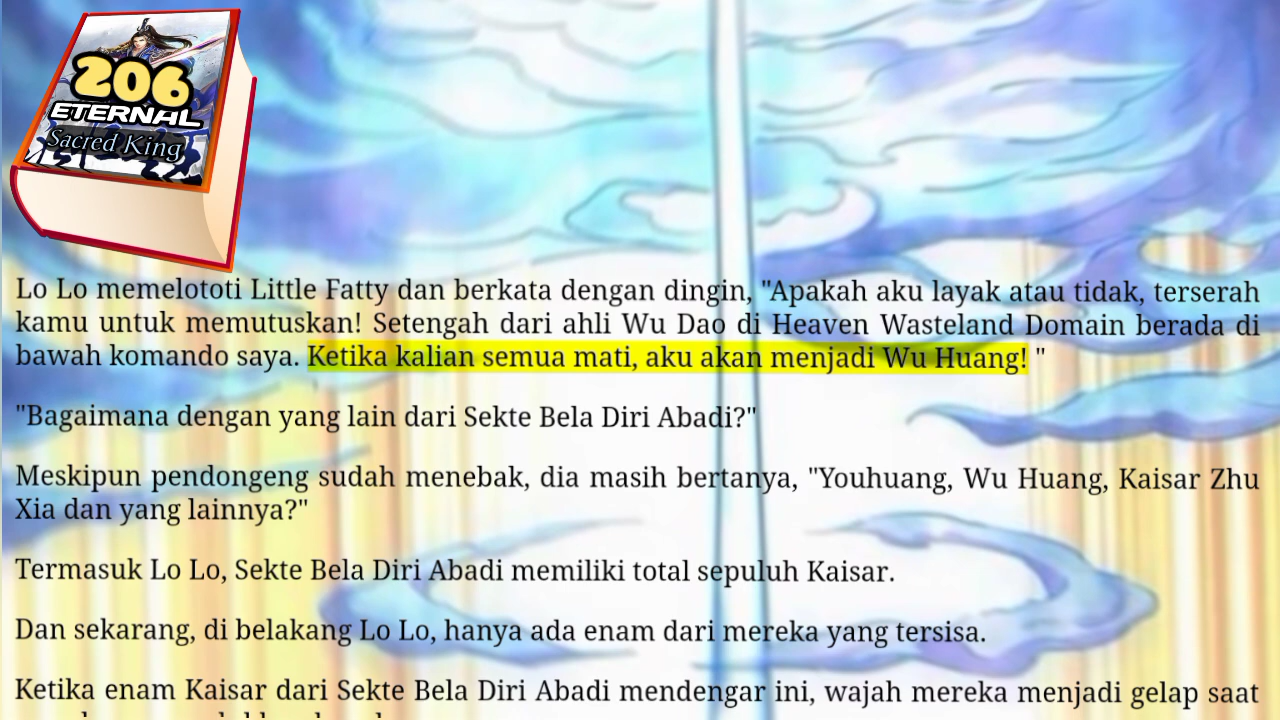 206
ETERNAL
Sacred King
Lo Lo memelototi Little Fatty dan berkata dengan dingin, "Apakah aku layak atau tidak, terserah
kamu untuk memutuskan! Setengah dari ahli Wu Dao di Heaven Wasteland Domain berada di
bawah komando saya. Ketika kalian semua mati, aku akan menjadi Wu Huang! "
"Bagaimana dengan yang lain dari Sekte Bela Diri Abadi?"
Meskipun pendongeng sudah menebak, dia masih bertanya, "Youhuang, Wu Huang, Kaisar Zhu
Xia dan yang lainnya?"
Termasuk Lo Lo, Sekte Bela Diri Abadi memiliki total sepuluh Kaisar.
Dan sekarang, di belakang Lo Lo, hanya ada enam dari mereka yang tersisa.
Ketika enam Kaisar dari Sekte Bela Diri Abadi mendengar ini, wajah mereka menjadi gelap saat